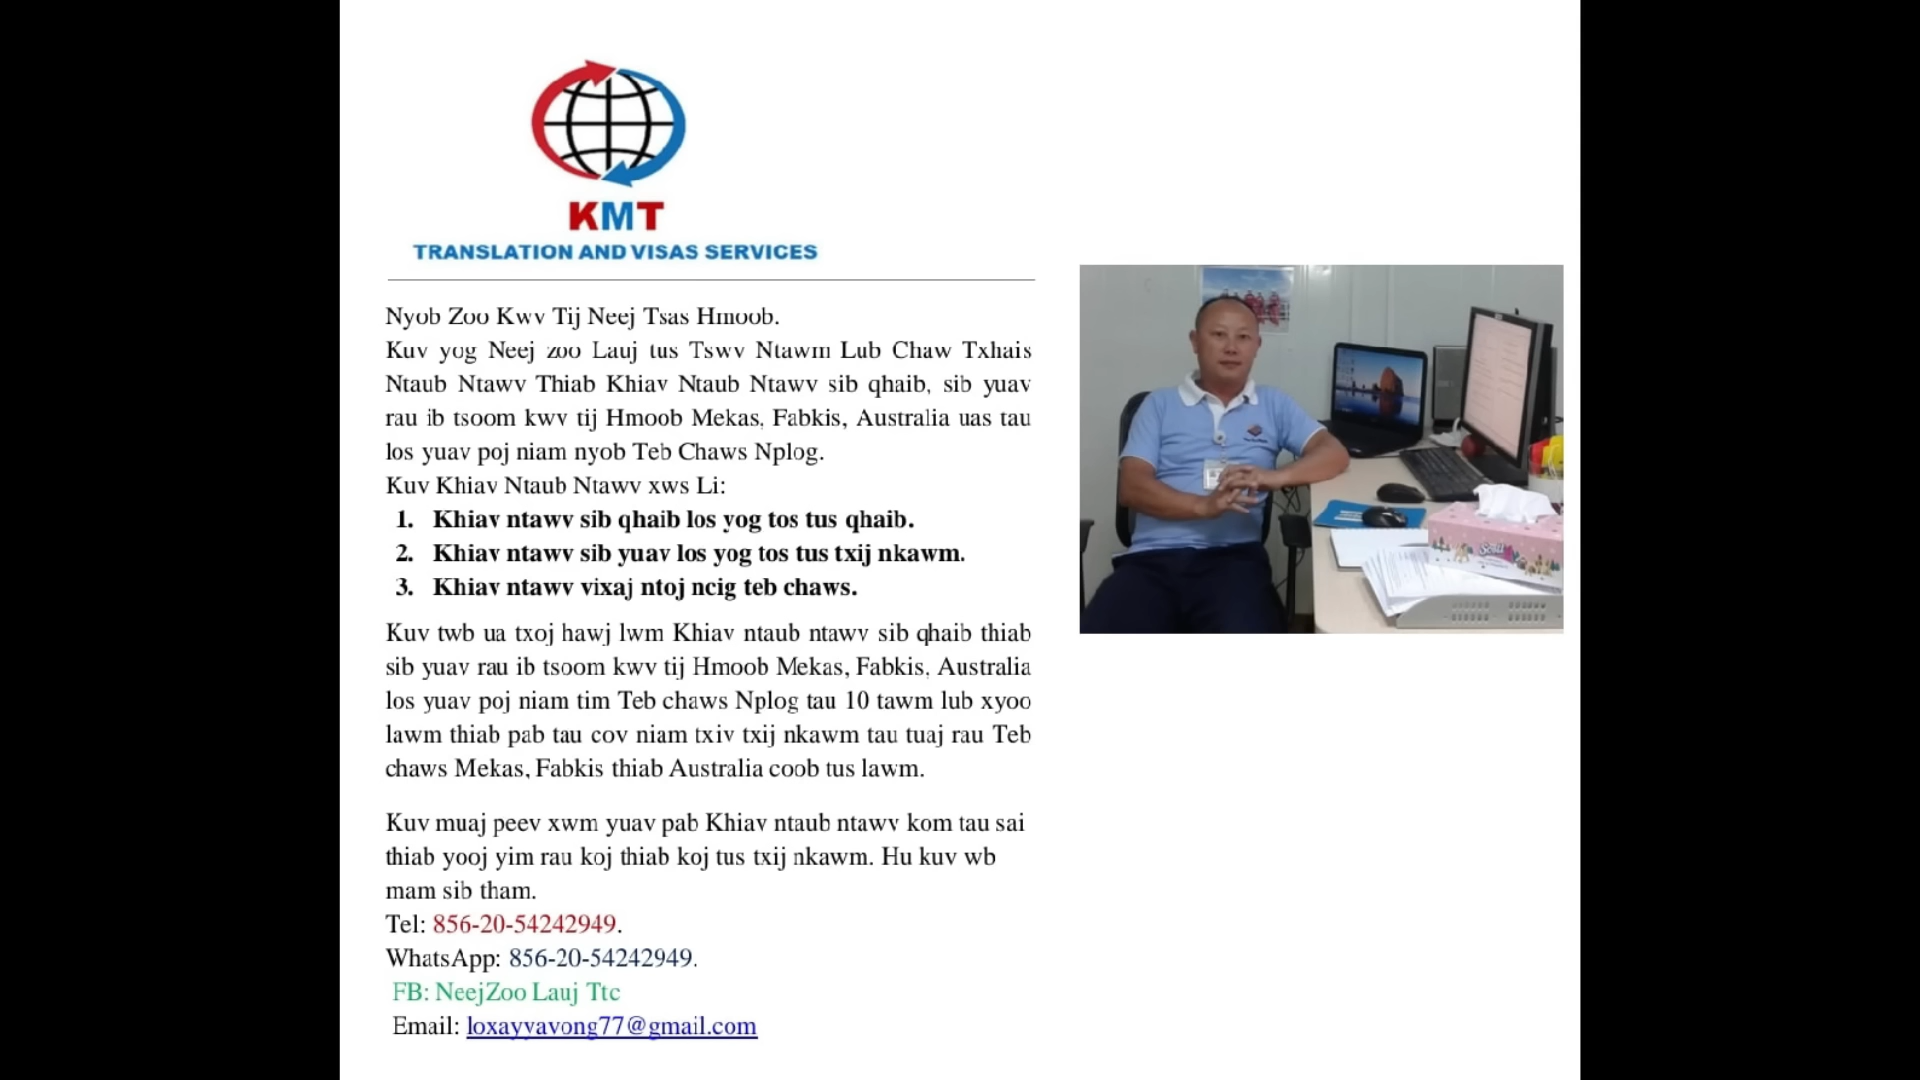 KMT
TRANSLATION AND VISAS SERVICES
Nyob Zoo Kwv Tij Neej Tsas Hmoob.
Kuv yog Neej zoo Lauj tus Tswv Ntawm Lub Chaw Txhais
Ntaub Ntawv Thiab Khiav Ntaub Ntawv sib qhaib, sib yuav
rau ib tsoom kwv tij Hmoob Mekas, Fabkis, Australia uas tau
los yuav poj niam nyob Teb Chaws Nplog.
Kuv Khiav Ntaub Ntawv xws Li:
1. Khiav ntawv sib qhaib los yog tos tus qhaib.
2. Khiav ntawv sib yuav los yog tos tus txij nkawm.
3. Khiav ntawv vixaj ntoj ncig teb chaws.
Kuv twb ua txoj hawj lwm Khiav ntaub ntawv sib qhaib thiab
sib yuav rau ib tsoom kwv tij Hmoob Mekas, Fabkis, Australia
los yuav poj niam tim Teb chaws Nplog tau 10 tawm lub xyoo
lawm thiab pab tau cov niam txiv txij nkawm tau tuaj rau Teb
chaws Mekas, Fabkis thiab Australia coob tus lawm.
Kuv muaj peev xwm yuav pab Khiav ntaub ntawv kom tau sai
thiab yooj yim rau koj thiab koj tus txij nkawm. Hu kuv wb
mam sib tham.
Tel: 856-20-54242949.
WhatsApp: 856-20-54242949.
FB: NeejZoo Lauj Ttc
Email: loxayyavong77@gmail.com